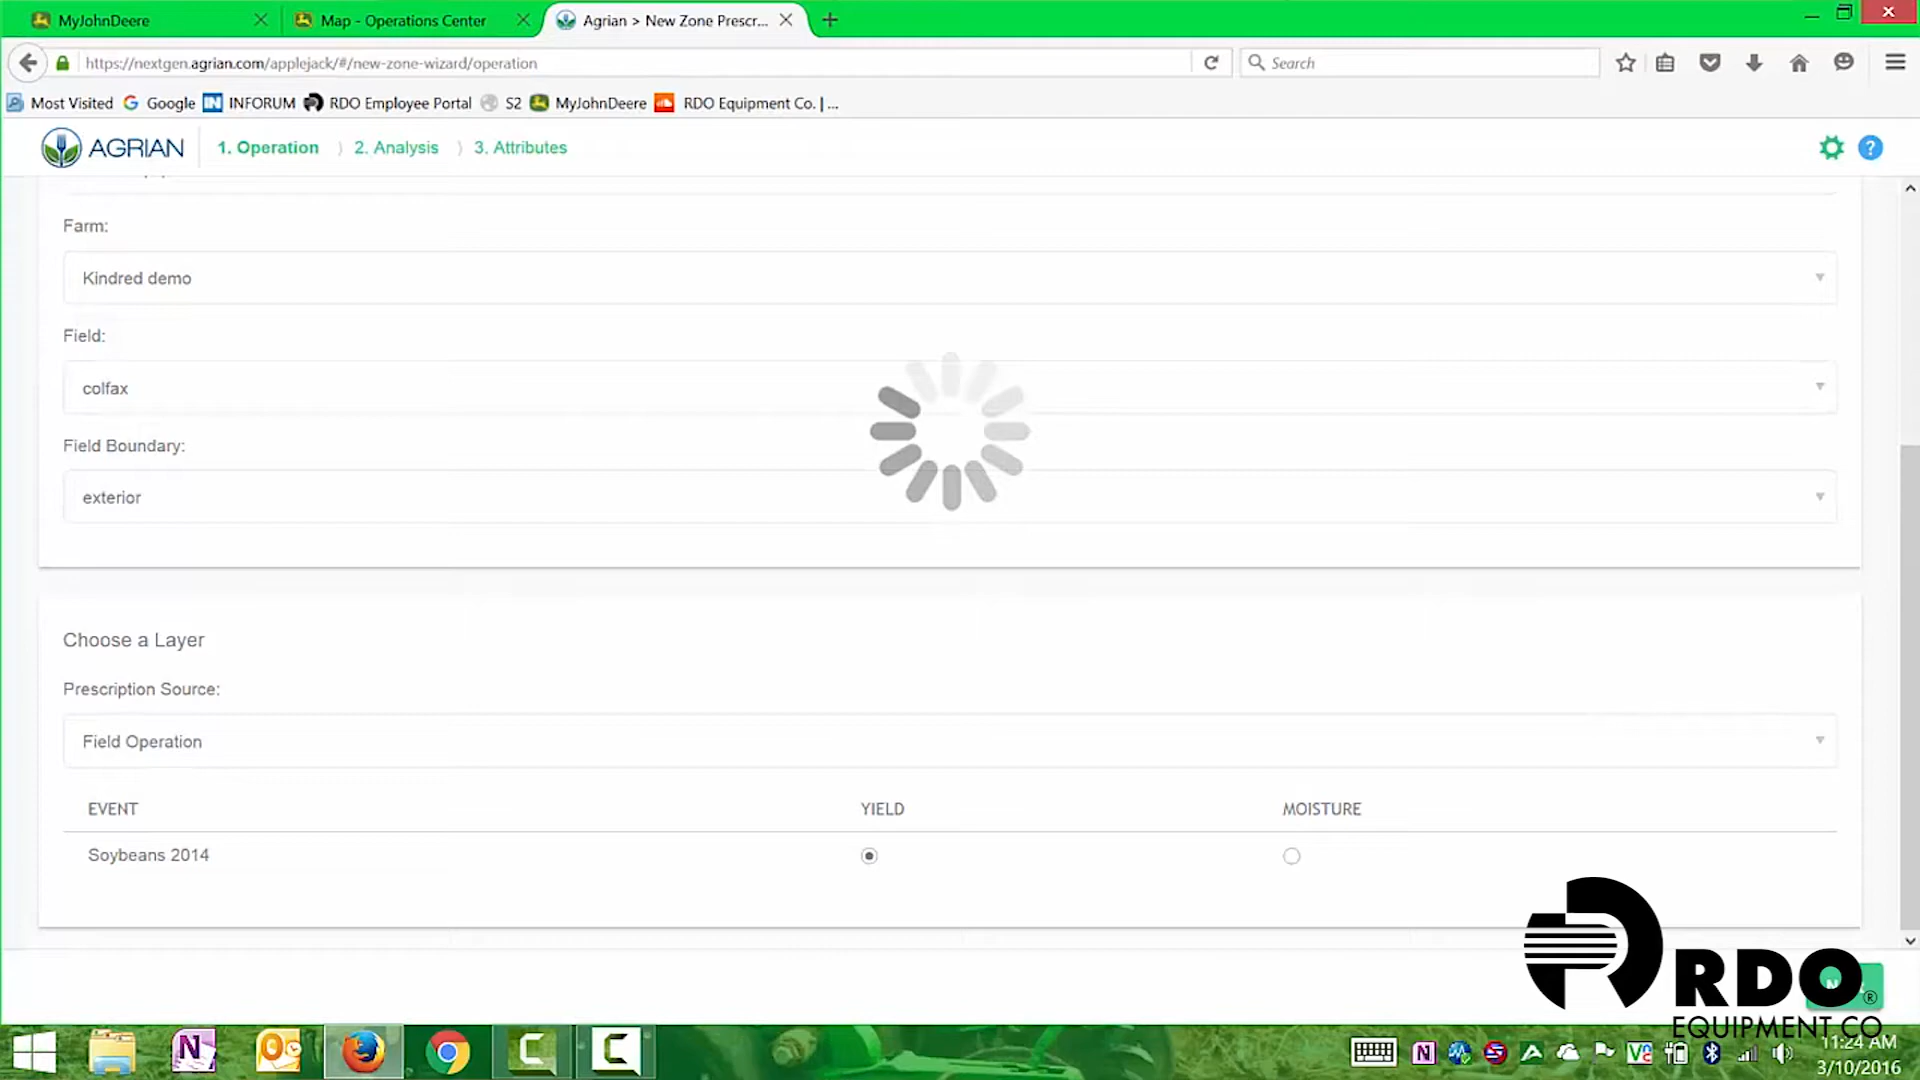 MyJohnDeere
Map - Operations Center
Agrian > New Zone Prescr...
https://nextgen.agrian.com/applejack/#/new-zone-wizard/operation
Search
Most Visited
Google
INFORUM
RDO Employee Portal
S2
MyJohnDeere
RDO Equipment Co. | ...
AGRIAN
1. Operation
2. Analysis
3. Attributes
Farm:
Kindred demo
Field:
colfax
Field Boundary:
exterior
Choose a Layer
Prescription Source:
Field Operation
EVENT YIELD MOISTURE
Soybeans 2014
RDO®
EQUIPMENT CO.
11:24 AM
3/10/2016